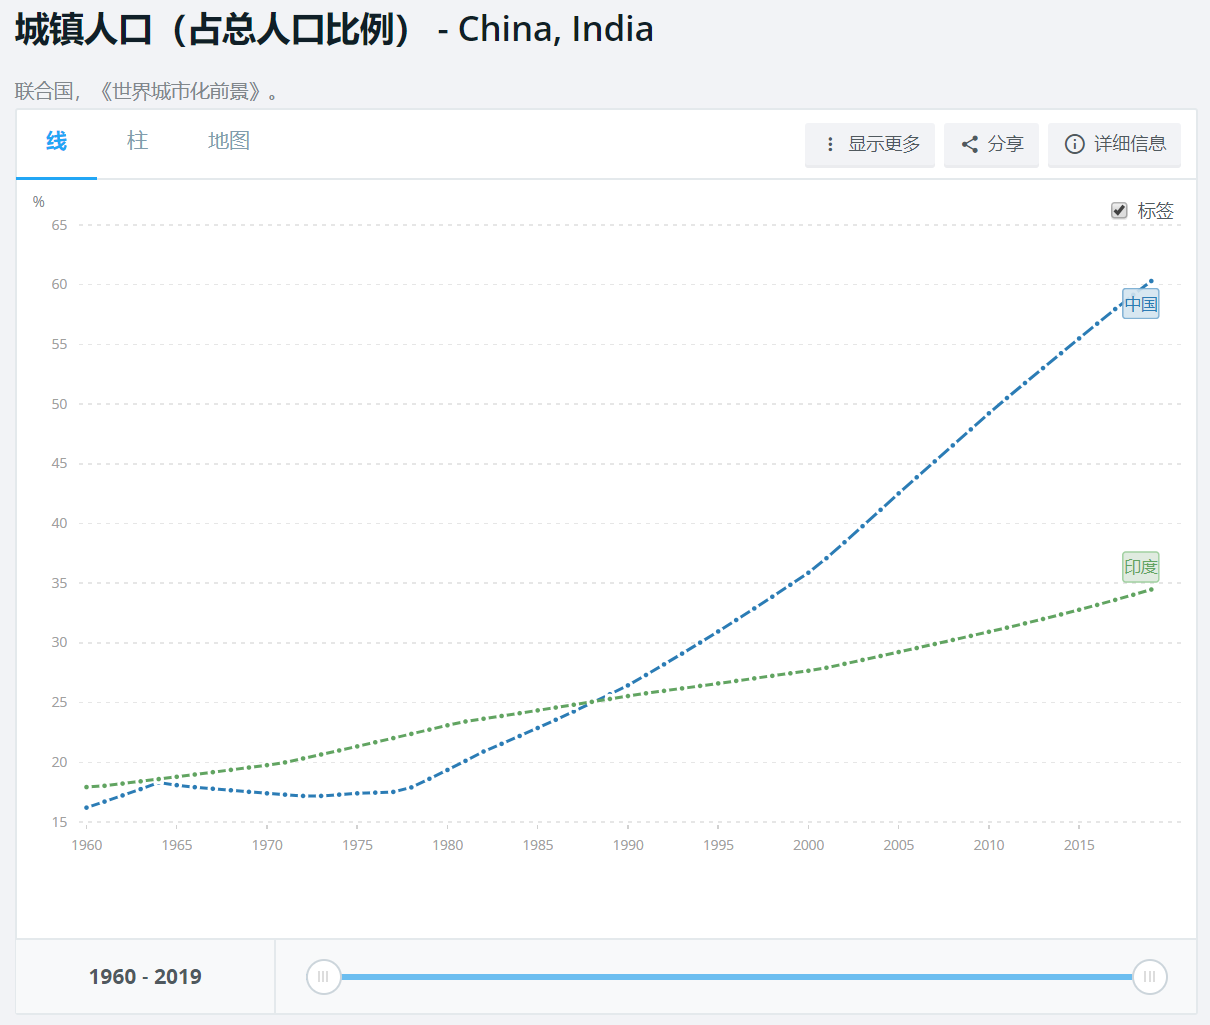 城镇人口（占总人口比例） - China, India
联合国，《世界城市化前景》。
线 柱 地图 显示更多 分享 详细信息
%
标签
65
60
中国
55
50
45
40
印度
35
30
25
20
15
1960 1965 1970 1975 1980 1985 1990 1995 2000 2005 2010 2015
1960 - 2019